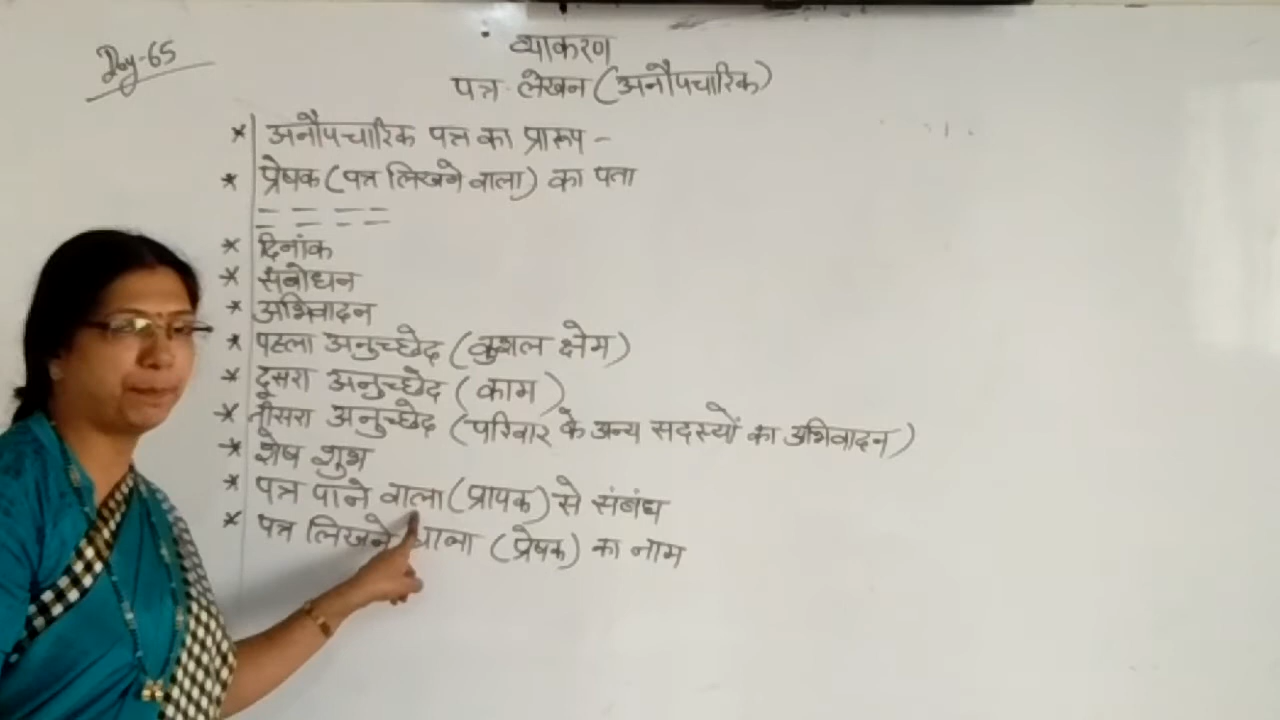 Day-65
व्याकरण
पत्र-लेखन (अनौपचारिक)
* अनौपचारिक पत्र का प्रारूप -
* प्रेषक (पत्र लिखने वाला) का पता
* दिनांक
* संबोधन
* अभिवादन
* पहला अनुच्छेद (कुशल क्षेम)
* दूसरा अनुच्छेद (काम)
* तीसरा अनुच्छेद (परिवार के अन्य सदस्यों का अभिवादन)
* शेष शुभ
* पत्र पाने वाला (प्रापक) से संबंध
* पत्र लिखने वाला (प्रेषक) का नाम